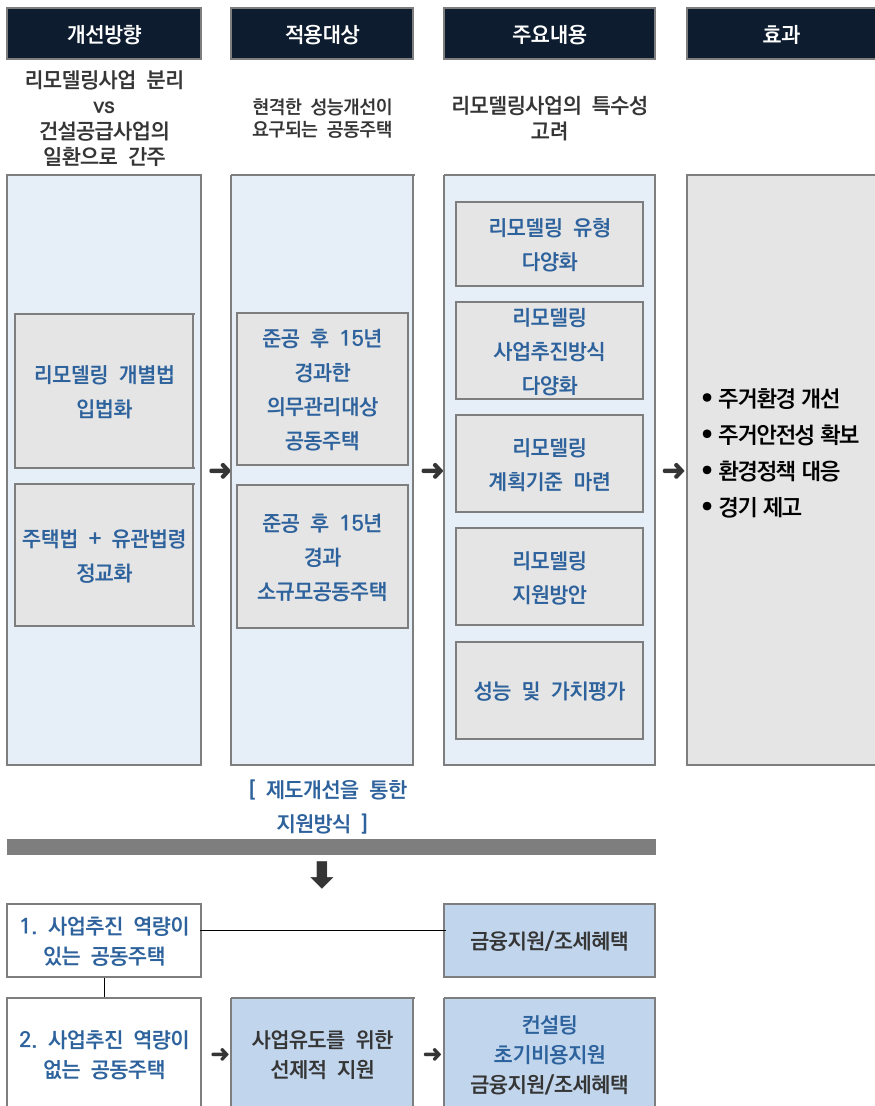 개선방향
적용대상
주요내용
효과
리모델링사업 분리
vs
건설공급사업의
일환으로 간주
현격한 성능개선이
요구되는 공동주택
리모델링사업의 특수성
고려
리모델링 개별법
입법화
주택법 + 유관법령
정교화
준공 후 15년
경과한
의무관리대상
공동주택
준공 후 15년
경과
소규모공동주택
리모델링 유형
다양화
리모델링
사업추진방식
다양화
리모델링
계획기준 마련
리모델링
지원방안
성능 및 가치평가
• 주거환경 개선
• 주거안전성 확보
• 환경정책 대응
• 경기 제고
[ 제도개선을 통한
지원방식 ]
1. 사업추진 역량이
있는 공동주택
금융지원/조세혜택
2. 사업추진 역량이
없는 공동주택
사업유도를 위한
선제적 지원
컨설팅
초기비용지원
금융지원/조세혜택